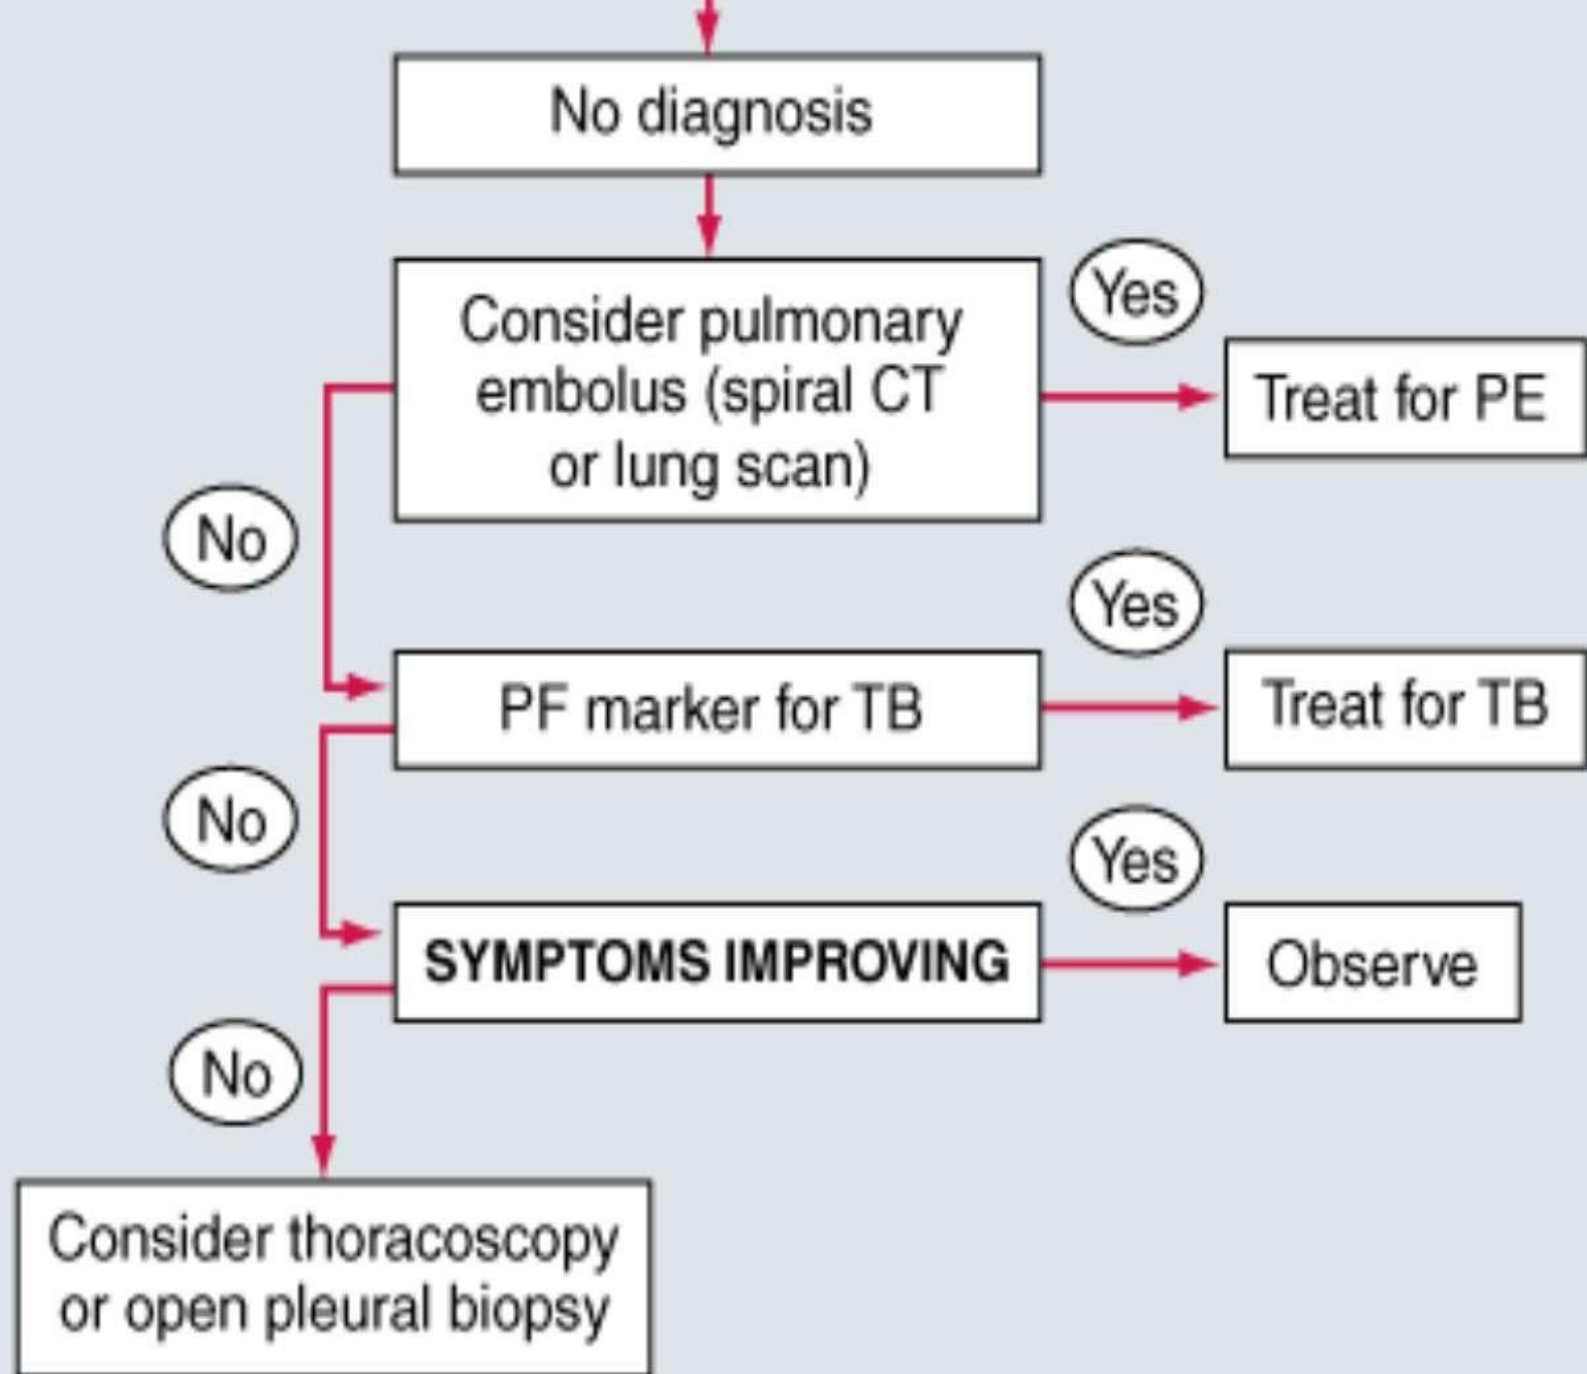 No diagnosis
Consider pulmonary
embolus (spiral CT
or lung scan)
Yes
Treat for PE
No
PF marker for TB
Yes
Treat for TB
No
SYMPTOMS IMPROVING
Yes
Observe
No
Consider thoracoscopy
or open pleural biopsy